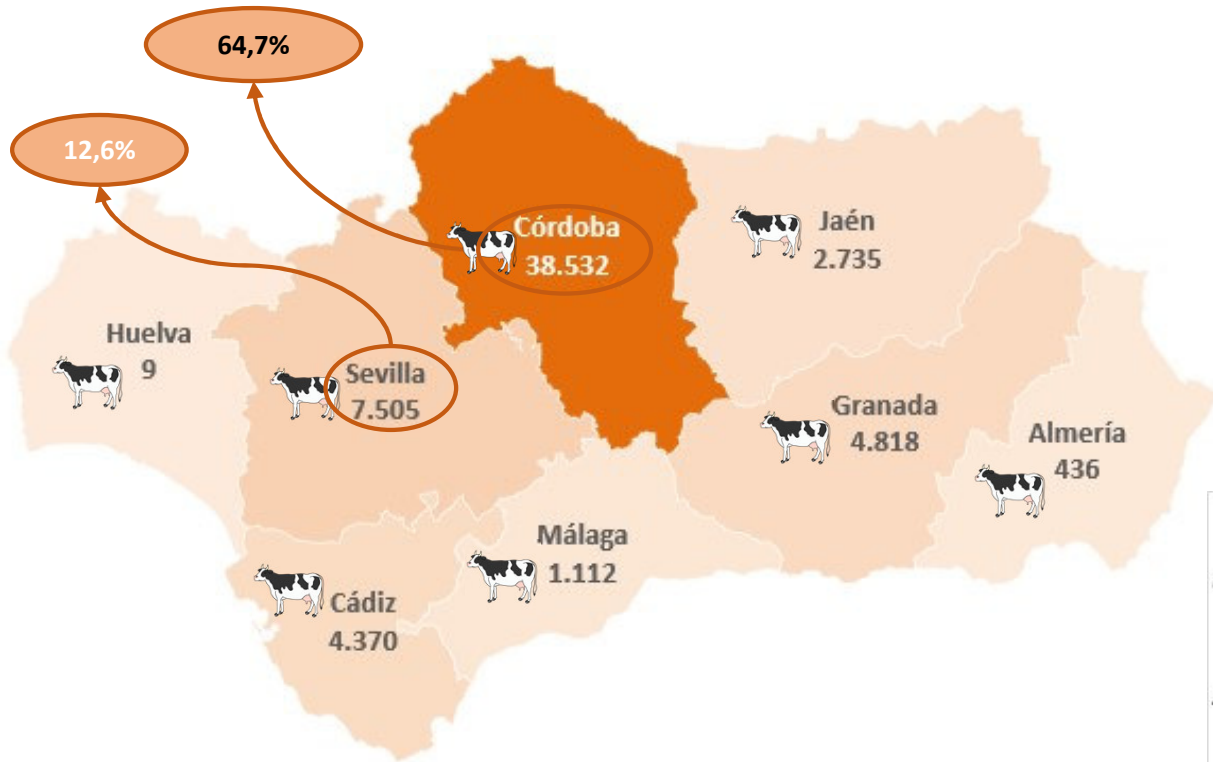 64,7%
12,6%
Córdoba
38.532
Jaén
2.735
Huelva
9
Sevilla
7.505
Granada
4.818
Almería
436
Málaga
1.112
Cádiz
4.370